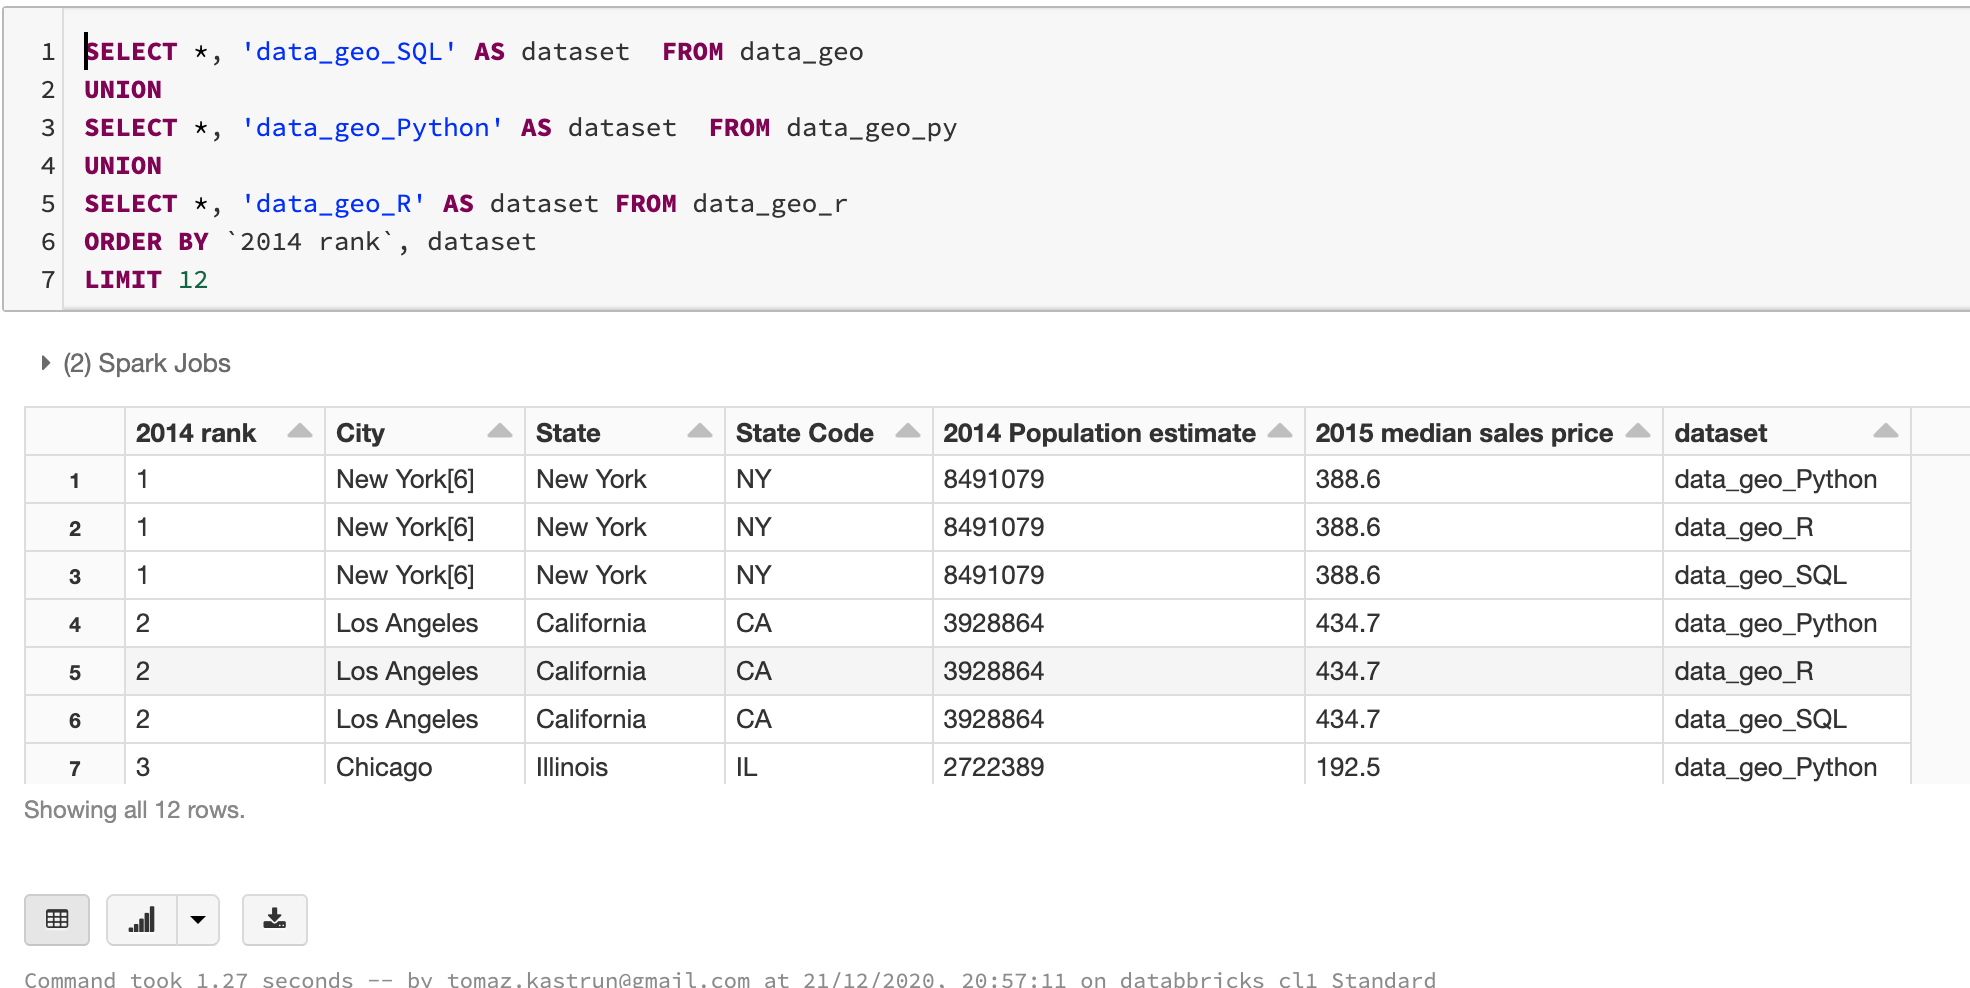 1 SELECT *, 'data_geo_SQL' AS dataset  FROM data_geo
2 UNION
3 SELECT *, 'data_geo_Python' AS dataset  FROM data_geo_py
4 UNION
5 SELECT *, 'data_geo_R' AS dataset FROM data_geo_r
6 ORDER BY `2014 rank`, dataset
7 LIMIT 12
(2) Spark Jobs
2014 rank City State State Code 2014 Population estimate 2015 median sales price dataset
1 1 New York[6] New York NY 8491079 388.6 data_geo_Python
2 1 New York[6] New York NY 8491079 388.6 data_geo_R
3 1 New York[6] New York NY 8491079 388.6 data_geo_SQL
4 2 Los Angeles California CA 3928864 434.7 data_geo_Python
5 2 Los Angeles California CA 3928864 434.7 data_geo_R
6 2 Los Angeles California CA 3928864 434.7 data_geo_SQL
7 3 Chicago Illinois IL 2722389 192.5 data_geo_Python
Showing all 12 rows.
Command took 1.27 seconds -- by tomaz.kastrun@gmail.com at 21/12/2020, 20:57:11 on databbricks_cl1_Standard